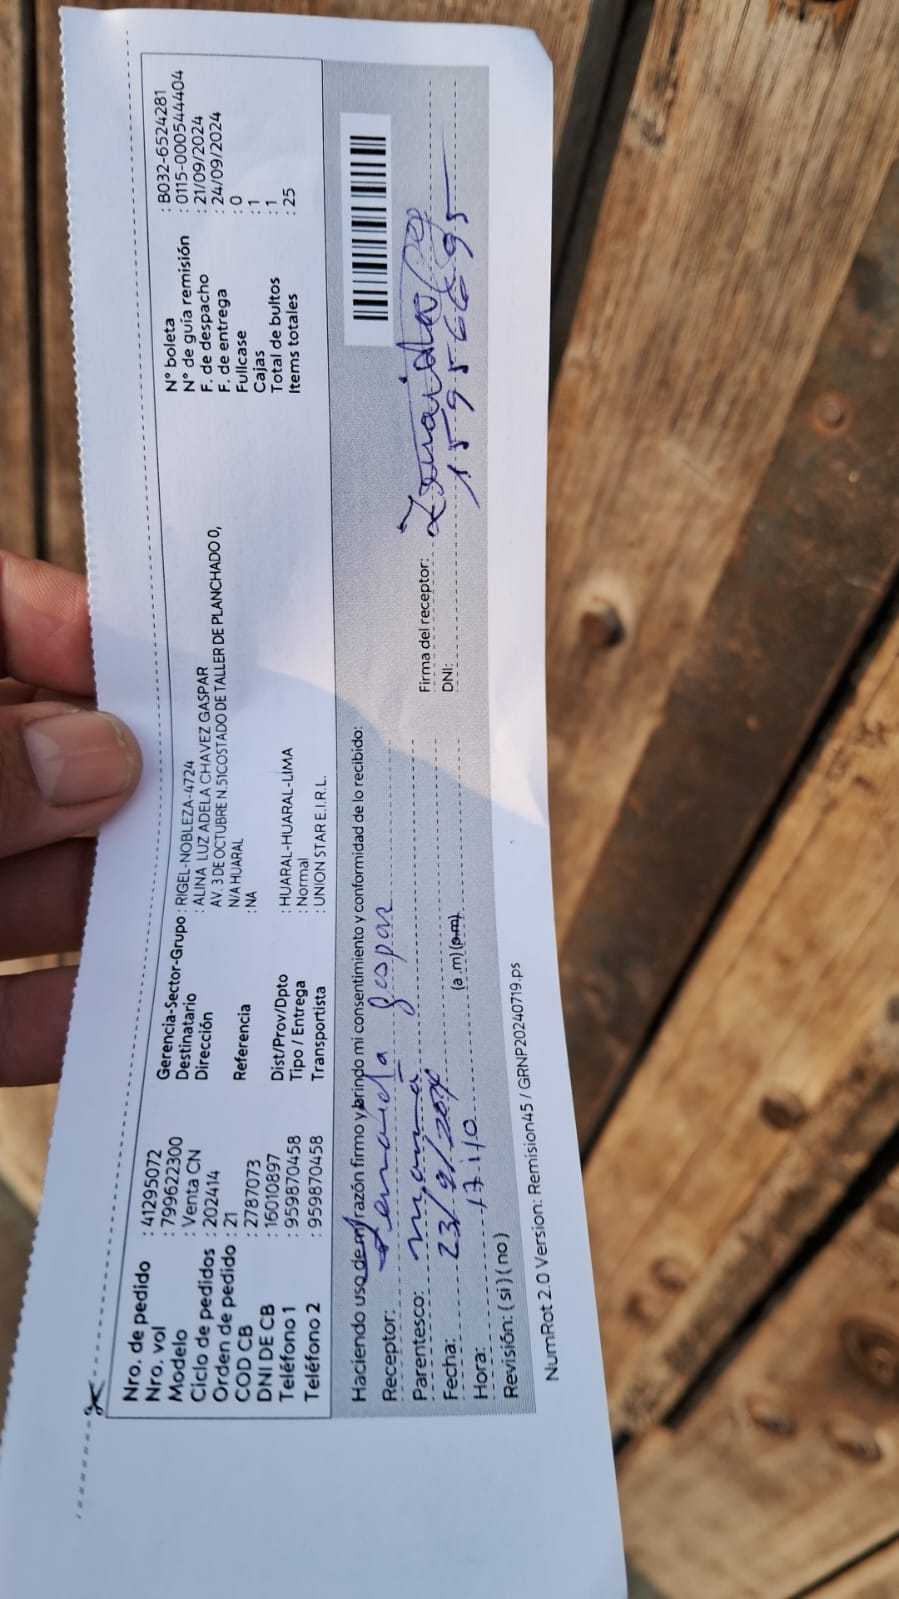 Nro. de pedido : 41295072
Nro. vol : 799622300
Modelo : Venta CN
Ciclo de pedidos : 202414
Orden de pedido : 21
COD CB : 2787073
DNI DE CB : 16010897
Teléfono 1 : 959870458
Teléfono 2 : 959870458
Gerencia-Sector-Grupo : RIGEL-NOBLEZA-4724
Destinatario : ALINA LUZ ADELA CHAVEZ GASPAR
Dirección AV. 3 DE OCTUBRE N.51COSTADO DE TALLER DE PLANCHADO 0,
N/A HUARAL
Referencia : NA
Dist/Prov/Dpto : HUARAL-HUARAL-LIMA
Tipo / Entrega : Normal
Transportista : UNION STAR E.I.R.L.
N° boleta : B032-6524281
N° de guía remisión : 0115-000544404
F. de despacho : 21/09/2024
F. de entrega : 24/09/2024
Fullcase : 0
Cajas : 1
Total de bultos : 1
Items totales : 25
Haciendo uso de mi razón firmo y brindo mi consentimiento y conformidad de lo recibido:
Receptor: Zenaida gaspar
Parentesco: mamá
Fecha: 23/9/
Hora: 17:10 (a.m)(p.m)
Revisión: ( si ) ( no )
Firma del receptor:
DNI: 15956695
NumRot 2.0 Version: Remision45 / GRNP20240719.ps